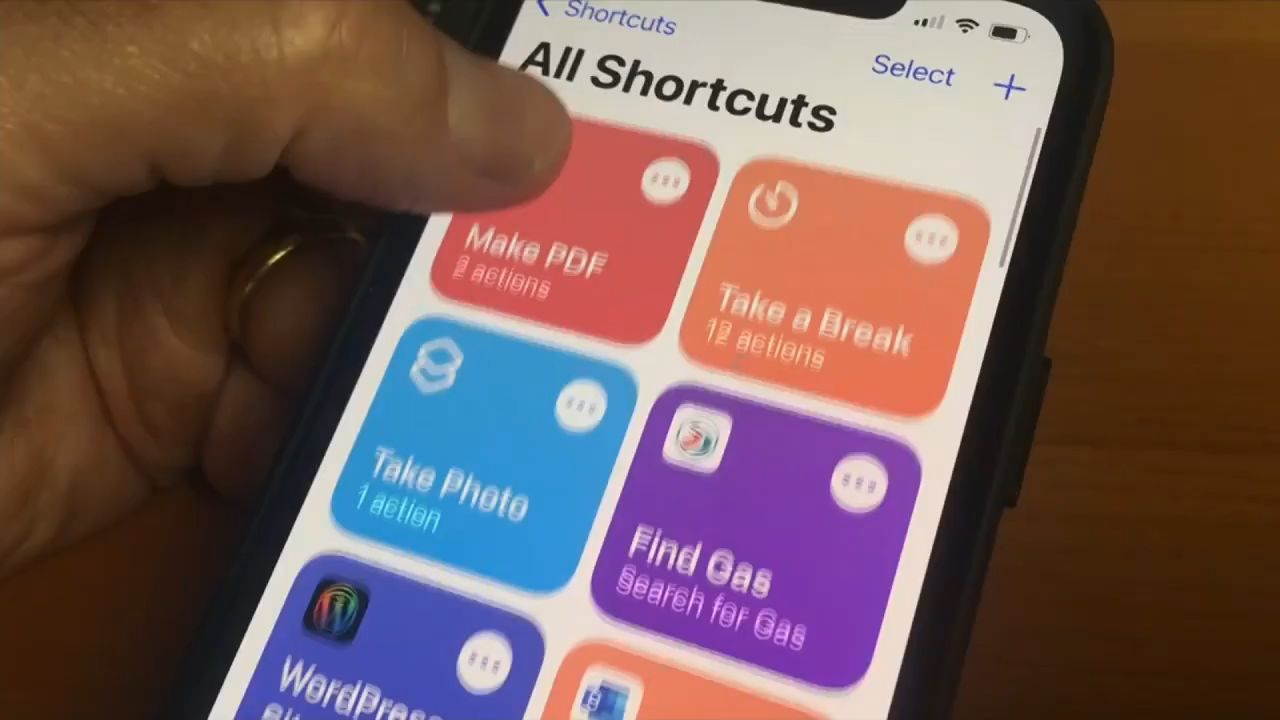 Shortcuts
All Shortcuts
Select +
Make PDF
2 actions
Take a Break
12 actions
Take Photo
1 action
Find Gas
Search for Gas
WordPress